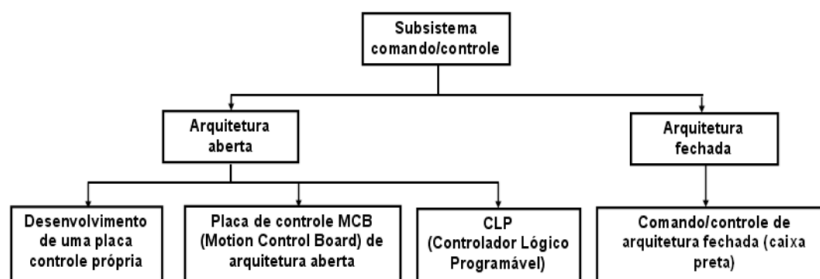 Subsistema
comando/controle
Arquitetura
aberta
Arquitetura
fechada
Desenvolvimento
de uma placa
controle própria
Placa de controle MCB
(Motion Control Board) de
arquitetura aberta
CLP
(Controlador Lógico
Programável)
Comando/controle de
arquitetura fechada (caixa
preta)